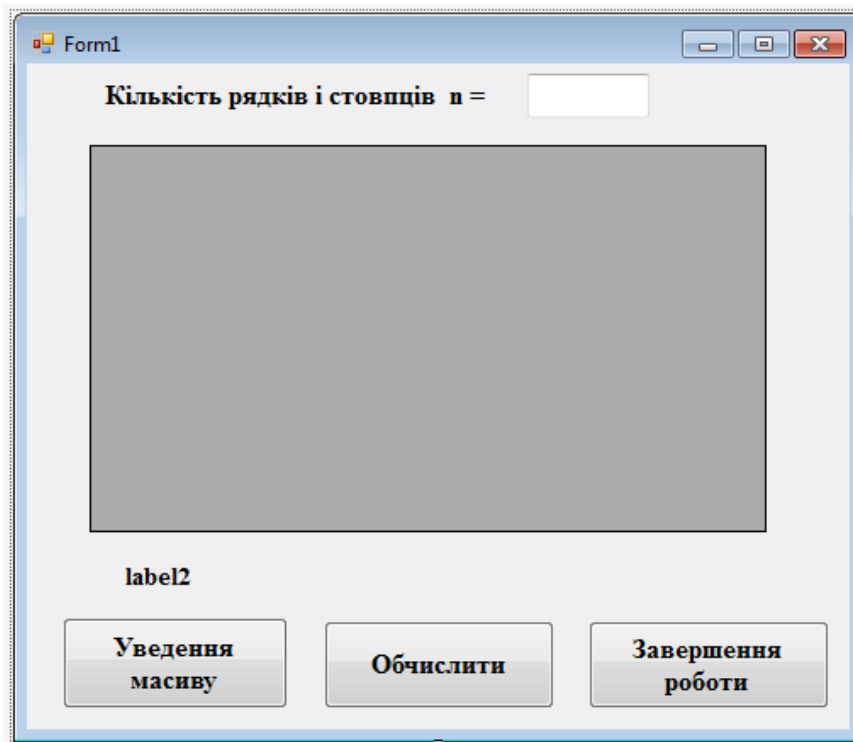 Form1
Кількість рядків і стовпців n =
label2
Уведення
масиву
Обчислити
Завершення
роботи